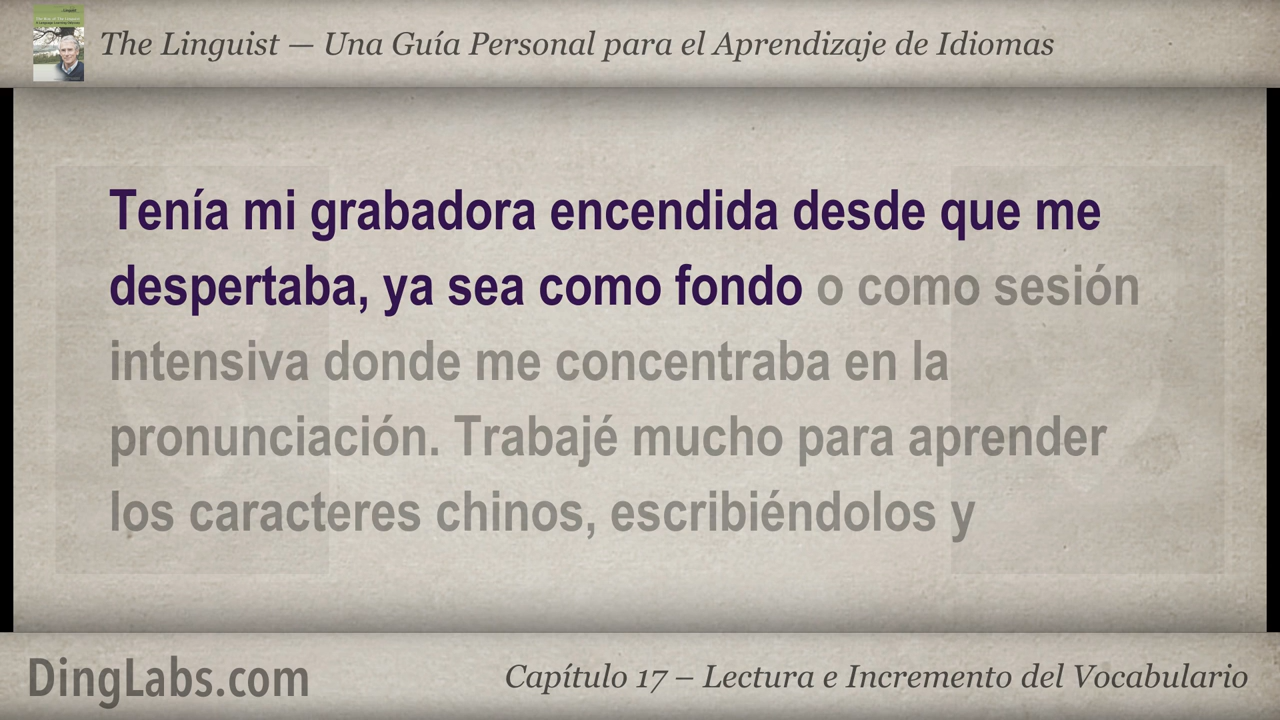 The Linguist — Una Guía Personal para el Aprendizaje de Idiomas
Tenía mi grabadora encendida desde que me
despertaba, ya sea como fondo o como sesión
intensiva donde me concentraba en la
pronunciación. Trabajé mucho para aprender
los caracteres chinos, escribiéndolos y
DingLabs.com
Capítulo 17 – Lectura e Incremento del Vocabulario